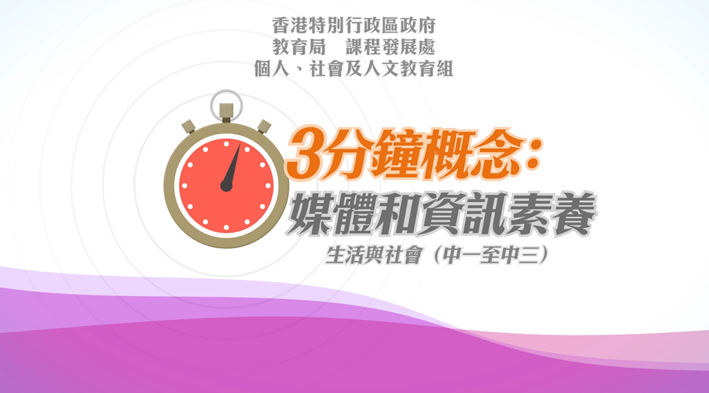 香港特別行政區政府
教育局　課程發展處
個人、社會及人文教育組
3分鐘概念：
媒體和資訊素養
生活與社會（中一至中三）